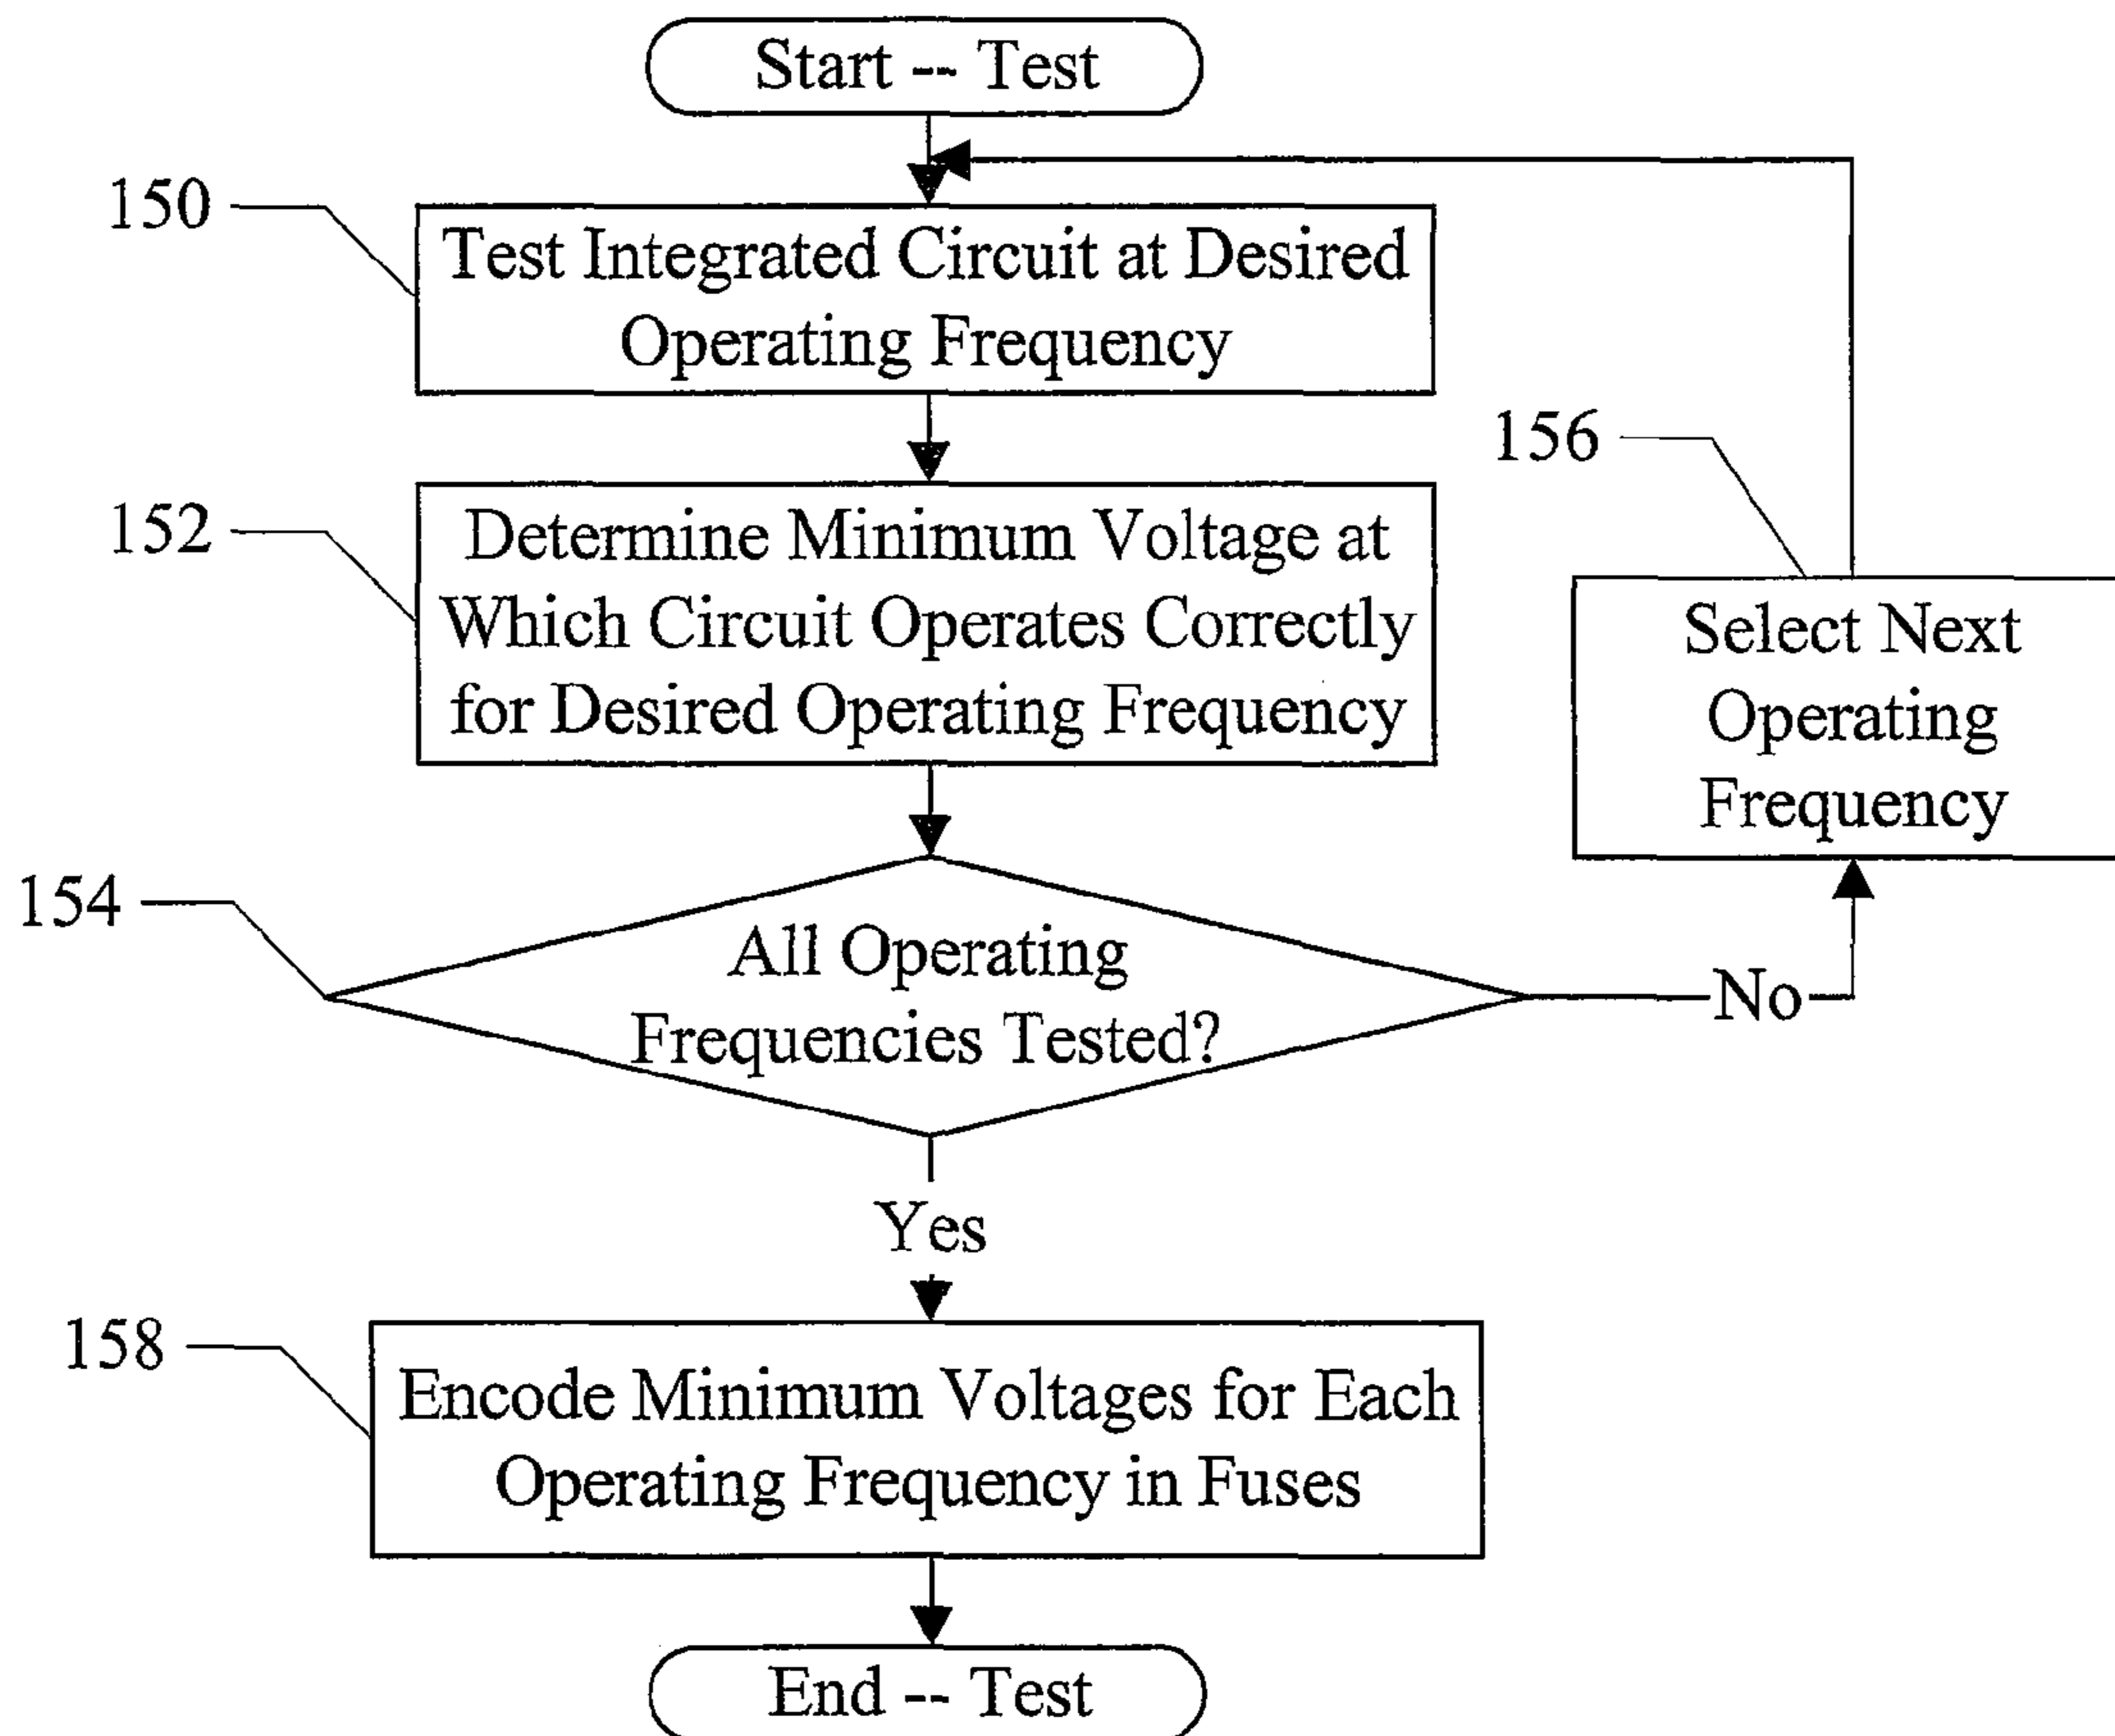 Start -- Test
150
Test Integrated Circuit at Desired
Operating Frequency
152
Determine Minimum Voltage at
Which Circuit Operates Correctly
for Desired Operating Frequency
156
Select Next
Operating
Frequency
154
All Operating
Frequencies Tested?
No
Yes
158
Encode Minimum Voltages for Each
Operating Frequency in Fuses
End -- Test